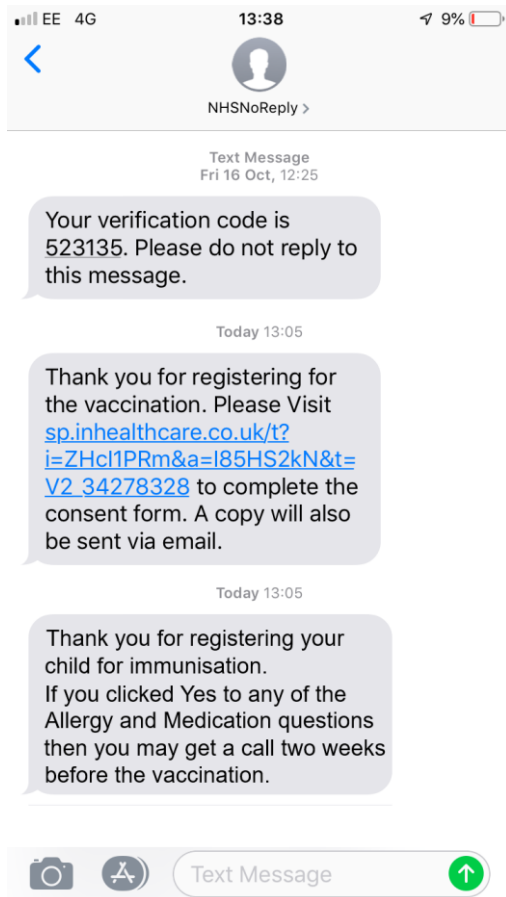 EE 4G 13:38 9%
NHSNoReply >
Text Message
Fri 16 Oct, 12:25
Your verification code is
523135. Please do not reply to
this message.
Today 13:05
Thank you for registering for
the vaccination. Please Visit
sp.inhealthcare.co.uk/t?
i=ZHcl1PRm&a=I85HS2kN&t=
V2_34278328 to complete the
consent form. A copy will also
be sent via email.
Today 13:05
Thank you for registering your
child for immunisation.
If you clicked Yes to any of the
Allergy and Medication questions
then you may get a call two weeks
before the vaccination.
Text Message